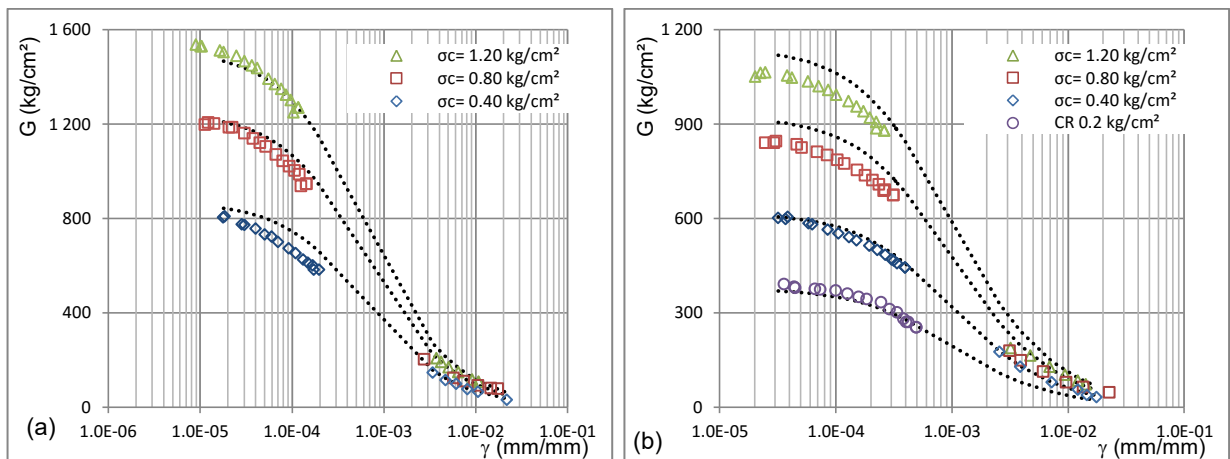 1 600
1 200
800
400
0
G (kg/cm²)
σc= 1.20 kg/cm²
σc= 0.80 kg/cm²
σc= 0.40 kg/cm²
(a)
1.0E-06
1.0E-05
1.0E-04
1.0E-03
1.0E-02
1.0E-01
γ (mm/mm)
1200
900
600
300
0
G (kg/cm²)
σc= 1.20 kg/cm²
σc= 0.80 kg/cm²
σc= 0.40 kg/cm²
CR 0.2 kg/cm²
(b)
1.0E-05
1.0E-04
1.0E-03
1.0E-02
1.0E-01
γ (mm/mm)